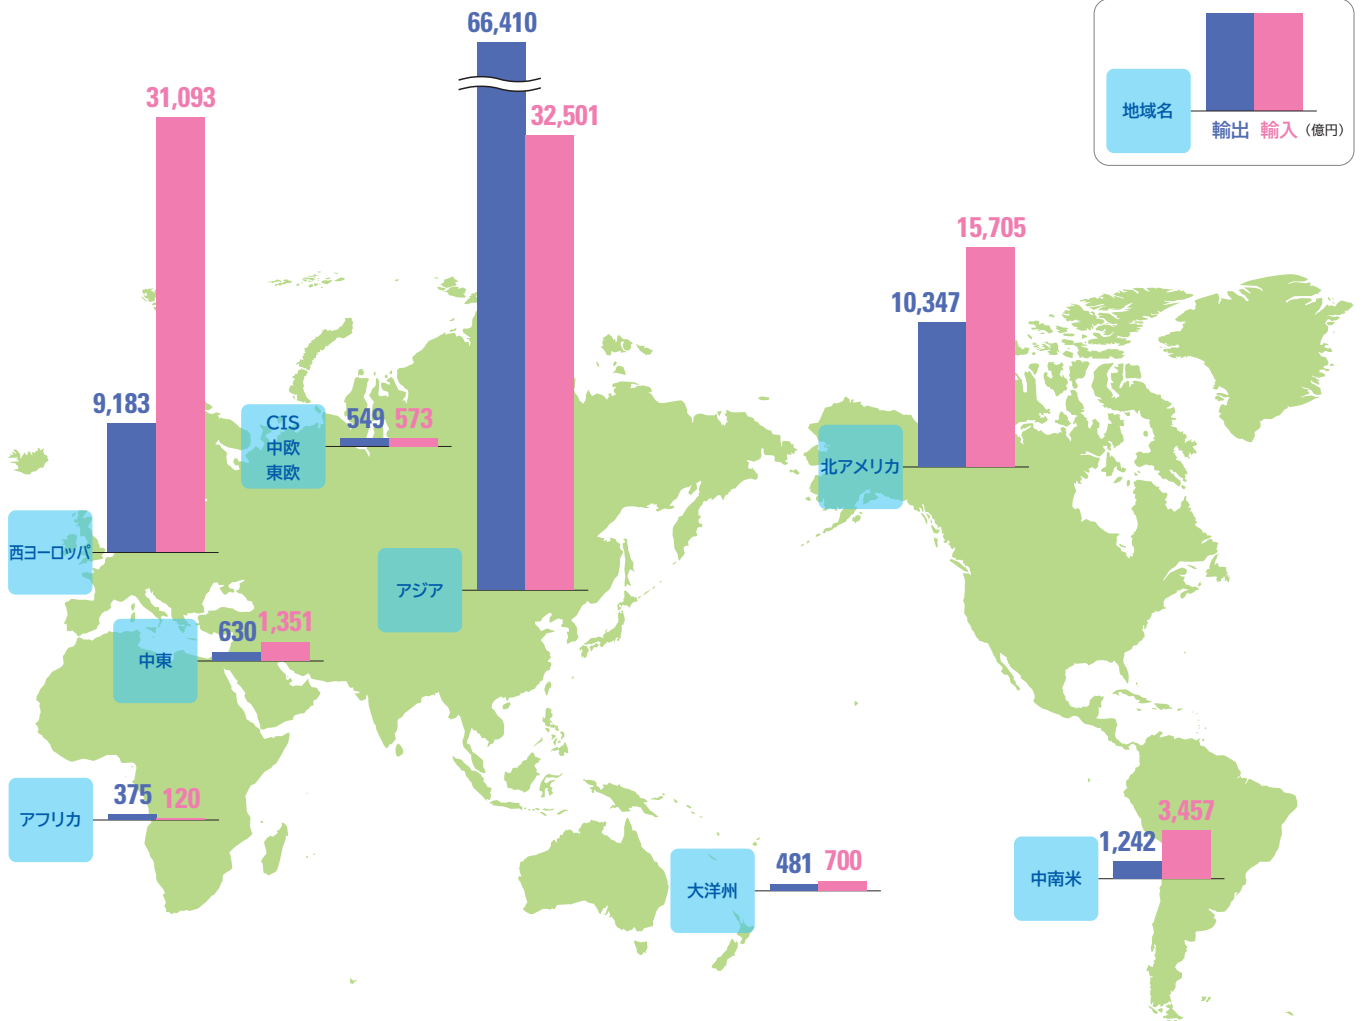 66,410
32,501
31,093
9,183
西ヨーロッパ
CIS
中欧
東欧
549
573
アジア
中東
630
1,351
アフリカ
375
120
大洋州
481
700
北アメリカ
10,347
15,705
中南米
1,242
3,457
地域名
輸出 輸入 (億円)